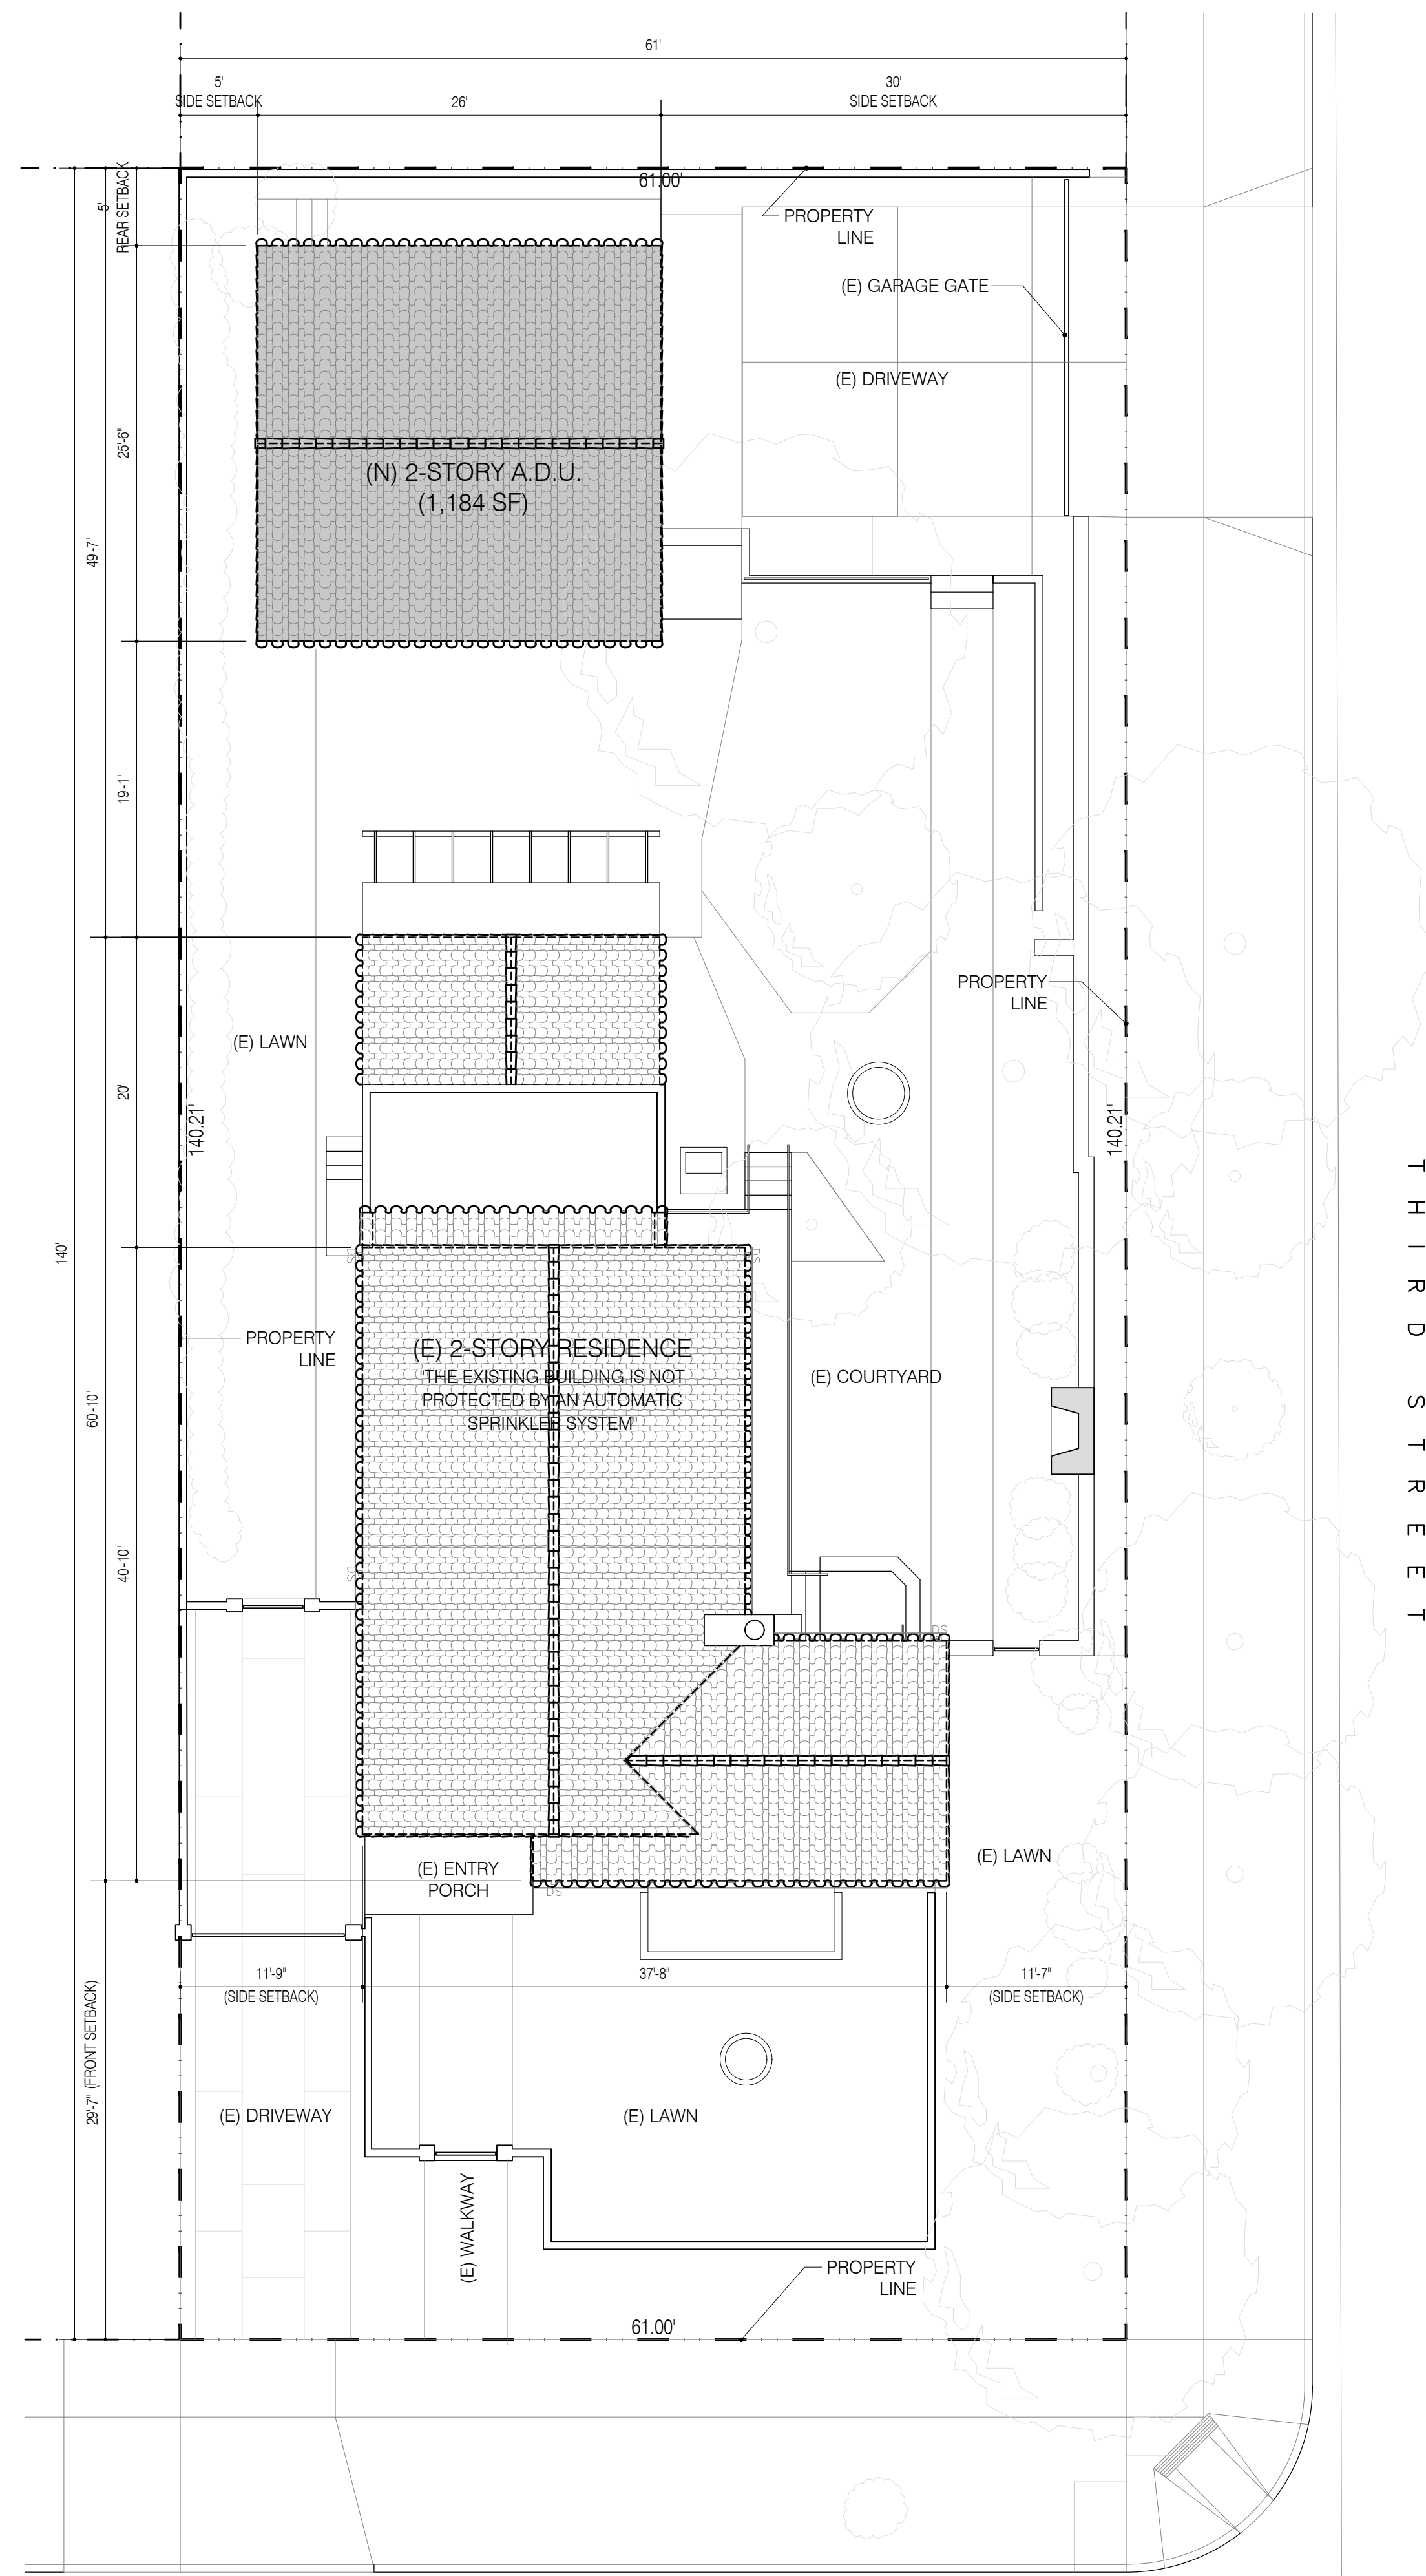 61'
5'
SIDE SETBACK
26'
30'
SIDE SETBACK
61.00'
5'
REAR SETBACK
PROPERTY
LINE
(E) GARAGE GATE
(E) DRIVEWAY
25'-6"
(N) 2-STORY A.D.U.
(1,184 SF)
49'-7"
19'-1"
PROPERTY
LINE
(E) LAWN
20'
140.21'
140.21'
THIRD STREET
140'
DS
DS
PROPERTY
LINE
(E) 2-STORY RESIDENCE
"THE EXISTING BUILDING IS NOT
PROTECTED BY AN AUTOMATIC
SPRINKLER SYSTEM"
(E) COURTYARD
60'-10"
40'-10"
DS
DS
(E) ENTRY
PORCH
(E) LAWN
DS
11'-9"
(SIDE SETBACK)
37'-8"
11'-7"
(SIDE SETBACK)
29'-7" (FRONT SETBACK)
(E) DRIVEWAY
(E) LAWN
(E) WALKWAY
PROPERTY
LINE
61.00'